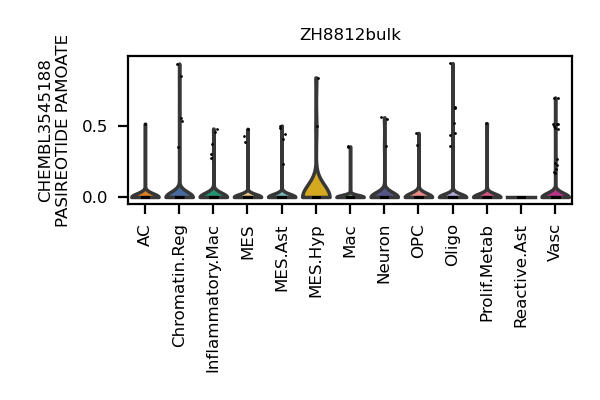 ZH8812bulk
CHEMBL3545188
PASIREOTIDE PAMOATE
0.5
0.0
AC
Chromatin.Reg
Inflammatory.Mac
MES
MES.Ast
MES.Hyp
Mac
Neuron
OPC
Oligo
Prolif.Metab
Reactive.Ast
Vasc